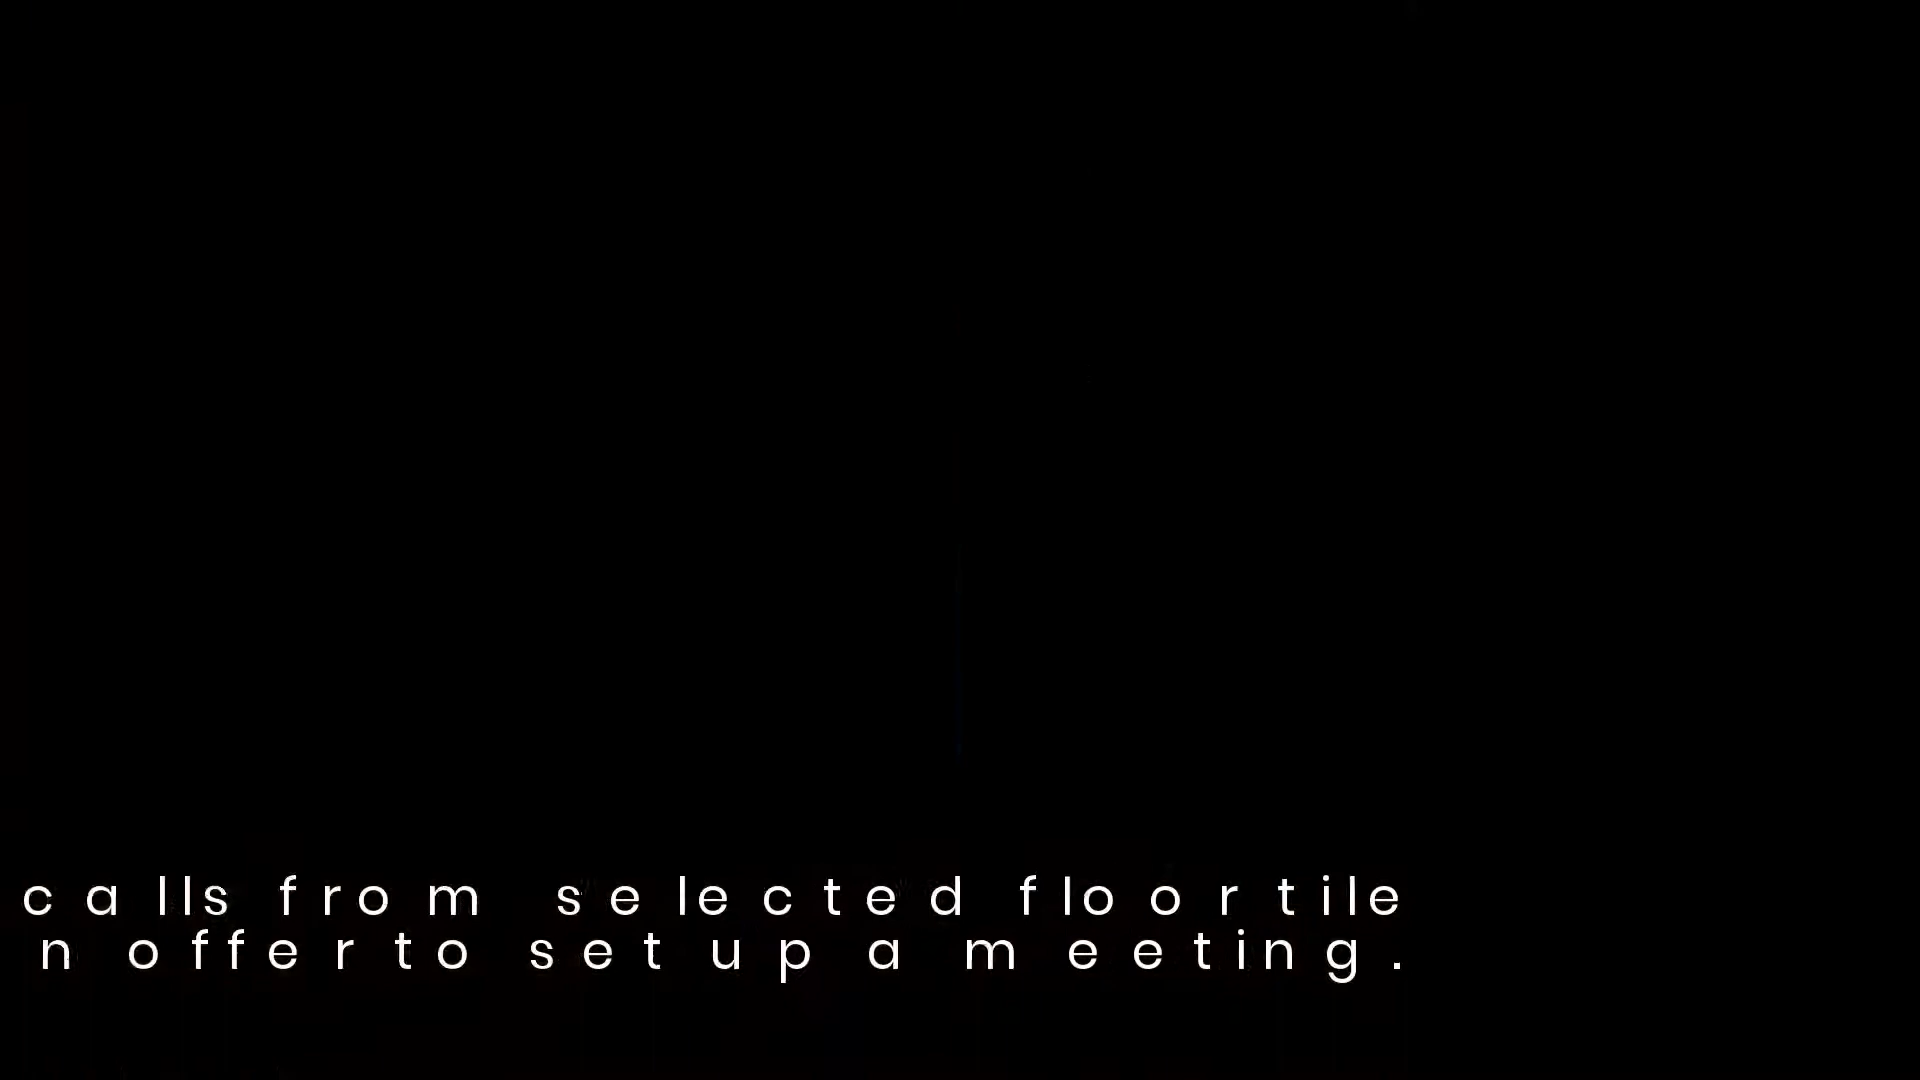 calls from selected floor tile
n offer to set up a meeting.